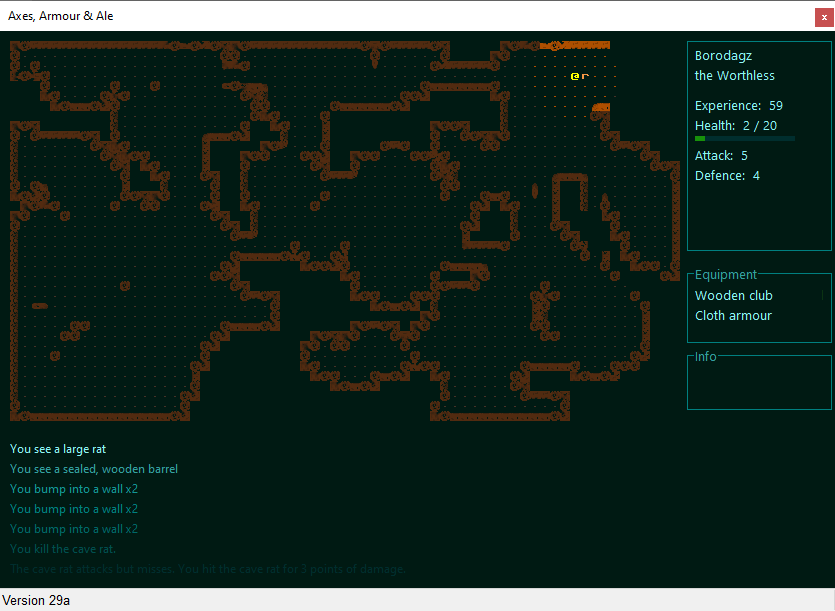 Axes, Armour & Ale
x
Borodagz
the Worthless
Experience: 59
Health: 2 / 20
Attack: 5
Defence: 4
Equipment
Wooden club
Cloth armour
Info
@r
You see a large rat
You see a sealed, wooden barrel
You bump into a wall x2
You bump into a wall x2
You bump into a wall x2
You kill the cave rat.
The cave rat attacks but misses. You hit the cave rat for 3 points of damage.
Version 29a